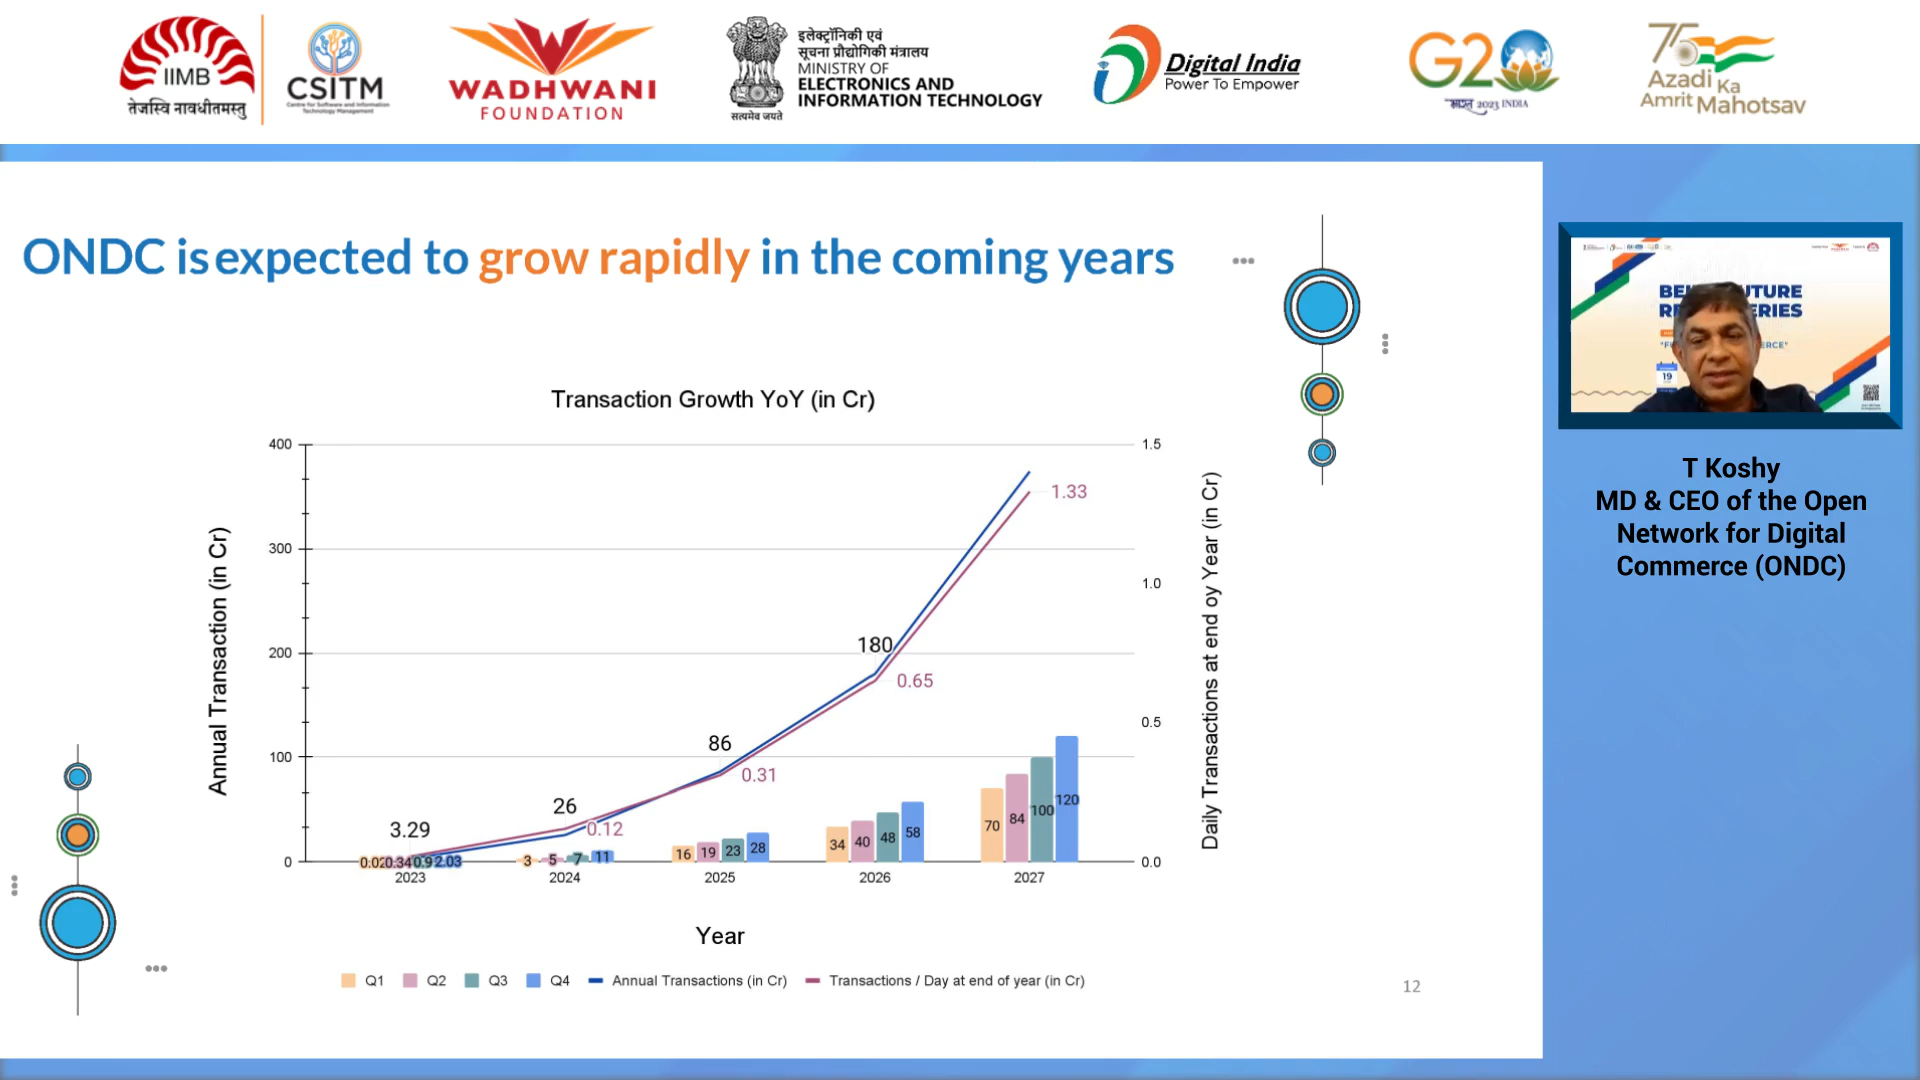 IIMB
तेजस्वि नावधीतमस्तु
CSITM
Centre for Software and Information
Technology Management
WADHWANI
FOUNDATION
सत्यमेव जयते
इलेक्ट्रॉनिकी एवं
सूचना प्रौद्योगिकी मंत्रालय
MINISTRY OF
ELECTRONICS AND
INFORMATION TECHNOLOGY
Digital India
Power To Empower
G20
भारत 2023 INDIA
75
Azadi Ka
Amrit Mahotsav
ONDC is expected to grow rapidly in the coming years
Transaction Growth YoY (in Cr)
Annual Transaction (in Cr)
400
300
200
100
0
1.5
1.0
0.5
0.0
Daily Transactions at end oy Year (in Cr)
3.29
26
86
180
0.12
0.31
0.65
1.33
0.02 0.34 0.9 2.03
3 5 7 11
16 19 23 28
34 40 48 58
70 84 100 120
2023 2024 2025 2026 2027
Year
Q1 Q2 Q3 Q4 Annual Transactions (in Cr) Transactions / Day at end of year (in Cr)
12
19
T Koshy
MD & CEO of the Open
Network for Digital
Commerce (ONDC)